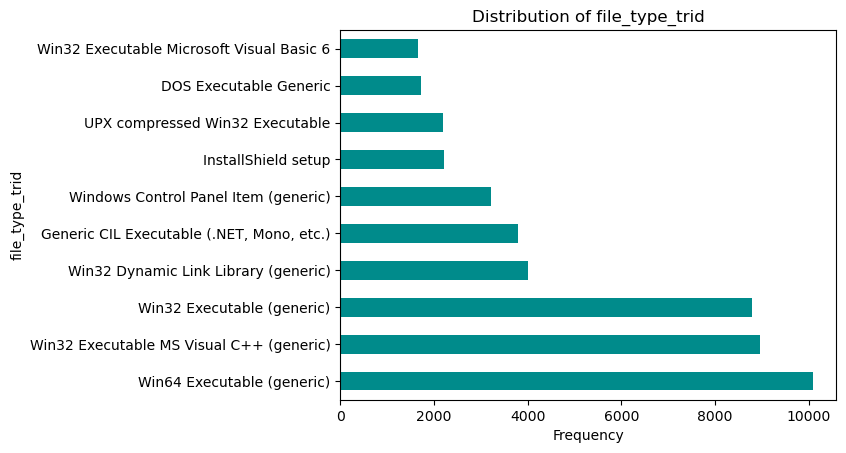 Distribution of file_type_trid
Win32 Executable Microsoft Visual Basic 6
DOS Executable Generic
UPX compressed Win32 Executable
InstallShield setup
Windows Control Panel Item (generic)
Generic CIL Executable (.NET, Mono, etc.)
Win32 Dynamic Link Library (generic)
Win32 Executable (generic)
Win32 Executable MS Visual C++ (generic)
Win64 Executable (generic)
file_type_trid
0 2000 4000 6000 8000 10000
Frequency